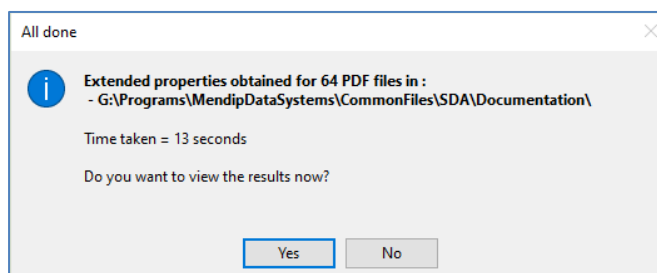 All done
Extended properties obtained for 64 PDF files in :
- G:\Programs\MendipDataSystems\CommonFiles\SDA\Documentation\
Time taken = 13 seconds
Do you want to view the results now?
Yes No